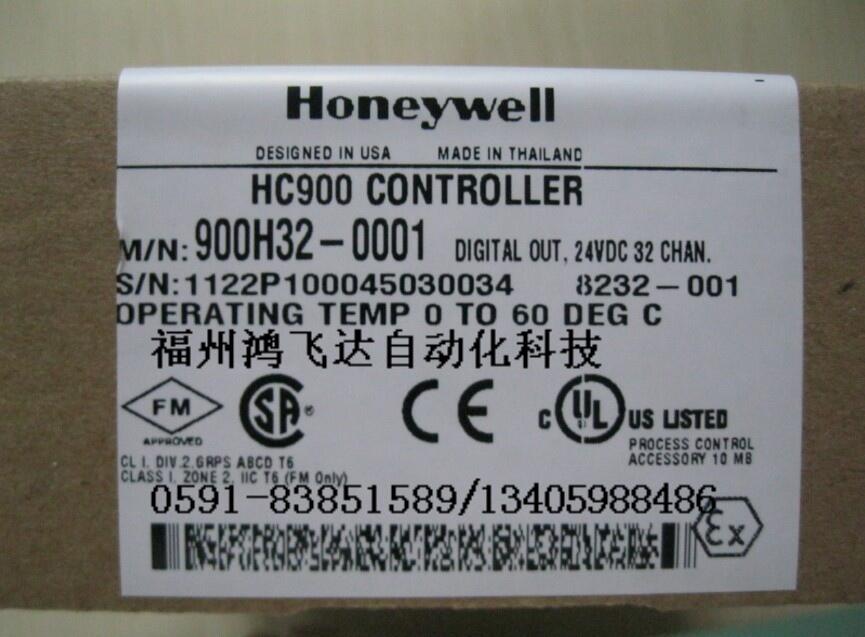 Honeywell
DESIGNED IN USA MADE IN THAILAND
HC900 CONTROLLER
M/N: 900H32-0001 DIGITAL OUT, 24VDC 32 CHAN.
S/N: 1122P100045030034 8232-001
OPERATING TEMP 0 TO 60 DEG C
福州鸿飞达自动化科技
FM SA CE C UL US LISTED
APPROVED PROCESS CONTROL
CL I, DIV.2,GRPS ABCD T6 ACCESSORY 10 MB
CLASS I, ZONE 2, IIC T6 (FM Only)
0591-83851589/13405988486
Ex